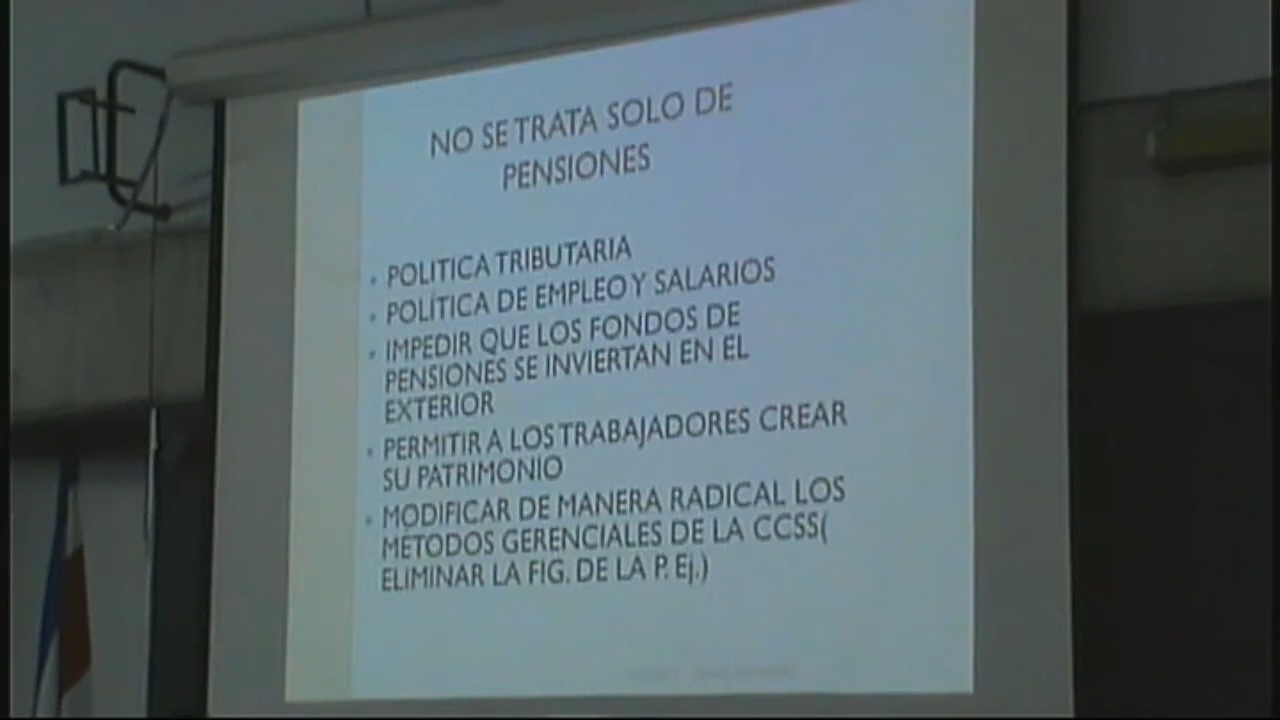 NO SE TRATA SOLO DE
PENSIONES
• POLITICA TRIBUTARIA
• POLÍTICA DE EMPLEO Y SALARIOS
• IMPEDIR QUE LOS FONDOS DE
PENSIONES SE INVIERTAN EN EL
EXTERIOR
• PERMITIR A LOS TRABAJADORES CREAR
SU PATRIMONIO
• MODIFICAR DE MANERA RADICAL LOS
MÉTODOS GERENCIALES DE LA CCSS(
ELIMINAR LA FIG. DE LA P. Ej.)